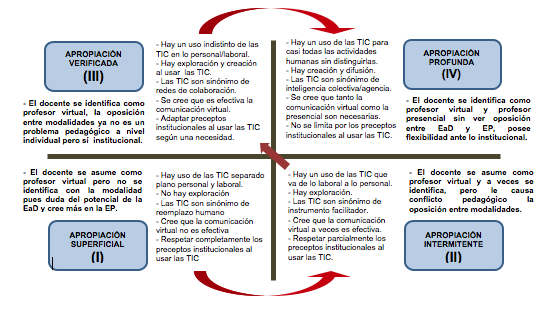 APROPIACIÓN
VERIFICADA
(III)
- El docente se identifica como
profesor virtual, la oposición
entre modalidades ya no es un
problema pedagógico a nivel
individual pero si institucional.
- Hay un uso indistinto de las
TIC en lo personal/laboral.
- Hay exploración y creación
al usar las TIC.
- Las TIC son sinónimo de
redes de colaboración.
- Se cree que es efectiva la
comunicación virtual.
- Adaptar preceptos
institucionales al usar las TIC
según una necesidad.
- Hay un uso de las TIC para
casi todas las actividades
humanas sin distinguirlas.
- Hay creación y difusión.
- Las TIC son sinónimo de
inteligencia colectiva/agencia.
- Se cree que tanto la
comunicación virtual como la
presencial son necesarias.
- No se limita por los preceptos
institucionales al usar las TIC.
APROPIACIÓN
PROFUNDA
(IV)
- El docente se identifica como
profesor virtual y profesor
presencial sin ver oposición
entre EaD y EP, posee
flexibilidad ante lo institucional.
- El docente se asume como
profesor virtual pero no se
identifica con la modalidad
pues duda del potencial de la
EaD y cree más en la EP.
APROPIACIÓN
SUPERFICIAL
(I)
- Hay uso de las TIC separado
plano personal y laboral.
- No hay exploración
- Las TIC son sinónimo de
reemplazo humano
- Cree que la comunicación
virtual no es efectiva
- Respetar completamente los
preceptos institucionales al
usar las TIC
- Hay un uso de las TIC que
va de lo laboral a lo personal.
- Hay exploración.
- Las TIC son sinónimo de
instrumento facilitador.
- Cree que la comunicación
virtual a veces es efectiva.
- Respetar parcialmente los
preceptos institucionales al
usar las TIC.
- El docente se asume como
profesor virtual y a veces se
identifica, pero le causa
conflicto pedagógico la
oposición entre modalidades.
APROPIACIÓN
INTERMITENTE
(II)